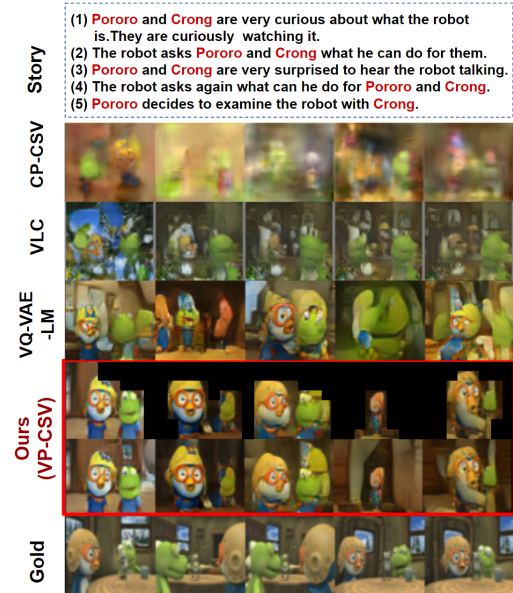 Story
(1) Pororo and Crong are very curious about what the robot
is.They are curiously watching it.
(2) The robot asks Pororo and Crong what he can do for them.
(3) Pororo and Crong are very surprised to hear the robot talking.
(4) The robot asks again what can he do for Pororo and Crong.
(5) Pororo decides to examine the robot with Crong.
CP-CSV
VLC
VQ-VAE
-LM
Ours
(VP-CSV)
Gold